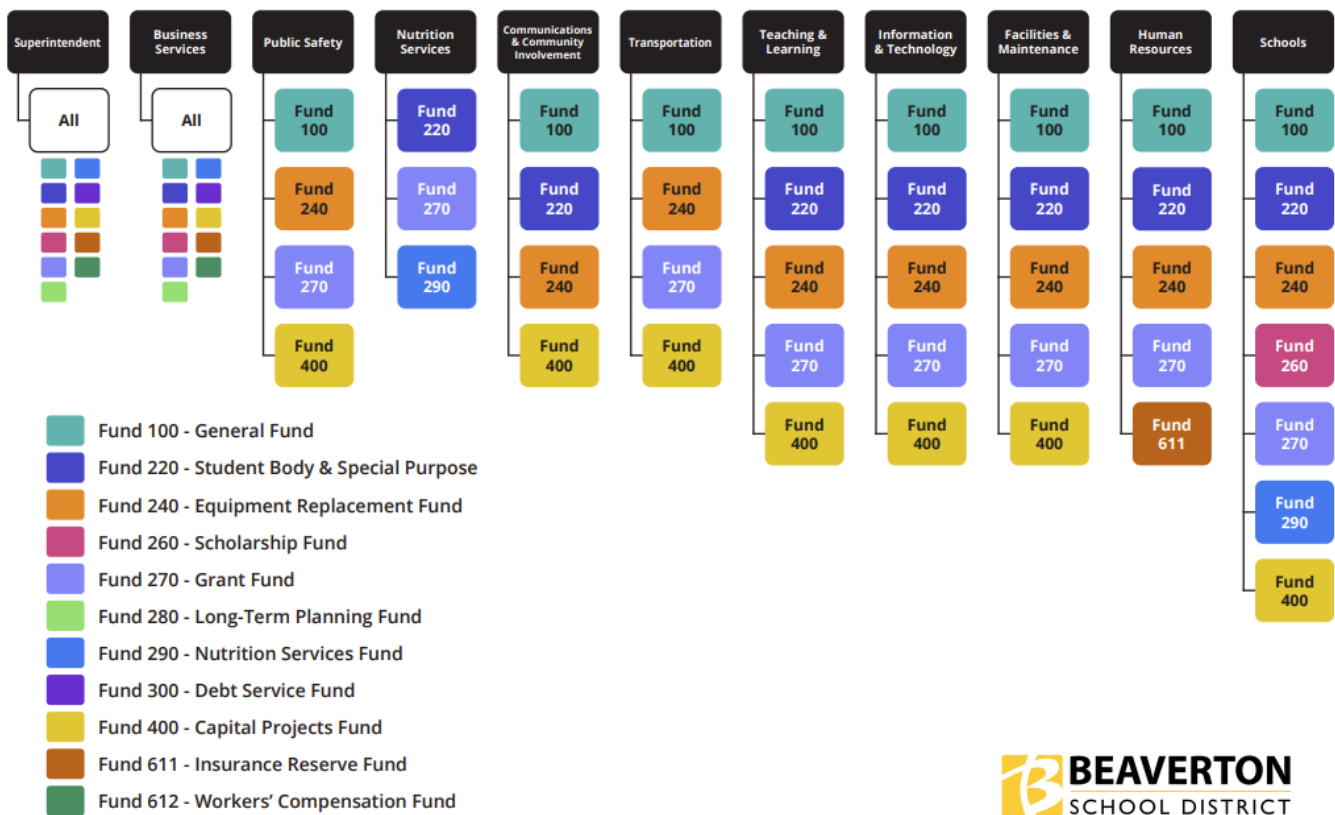 Superintendent
Business
Services
Public Safety
Nutrition
Services
Communications
& Community
Involvement
Transportation
Teaching &
Learning
Information
& Technology
Facilities &
Maintenance
Human
Resources
Schools
All
All
Fund
100
Fund
240
Fund
270
Fund
400
Fund
220
Fund
270
Fund
290
Fund
100
Fund
220
Fund
240
Fund
400
Fund
100
Fund
240
Fund
270
Fund
400
Fund
100
Fund
220
Fund
240
Fund
270
Fund
400
Fund
100
Fund
220
Fund
240
Fund
270
Fund
400
Fund
100
Fund
220
Fund
240
Fund
270
Fund
400
Fund
100
Fund
220
Fund
240
Fund
270
Fund
611
Fund
100
Fund
220
Fund
240
Fund
260
Fund
270
Fund
290
Fund
400
Fund 100 - General Fund
Fund 220 - Student Body & Special Purpose
Fund 240 - Equipment Replacement Fund
Fund 260 - Scholarship Fund
Fund 270 - Grant Fund
Fund 280 - Long-Term Planning Fund
Fund 290 - Nutrition Services Fund
Fund 300 - Debt Service Fund
Fund 400 - Capital Projects Fund
Fund 611 - Insurance Reserve Fund
Fund 612 - Workers’ Compensation Fund
BEAVERTON
SCHOOL DISTRICT